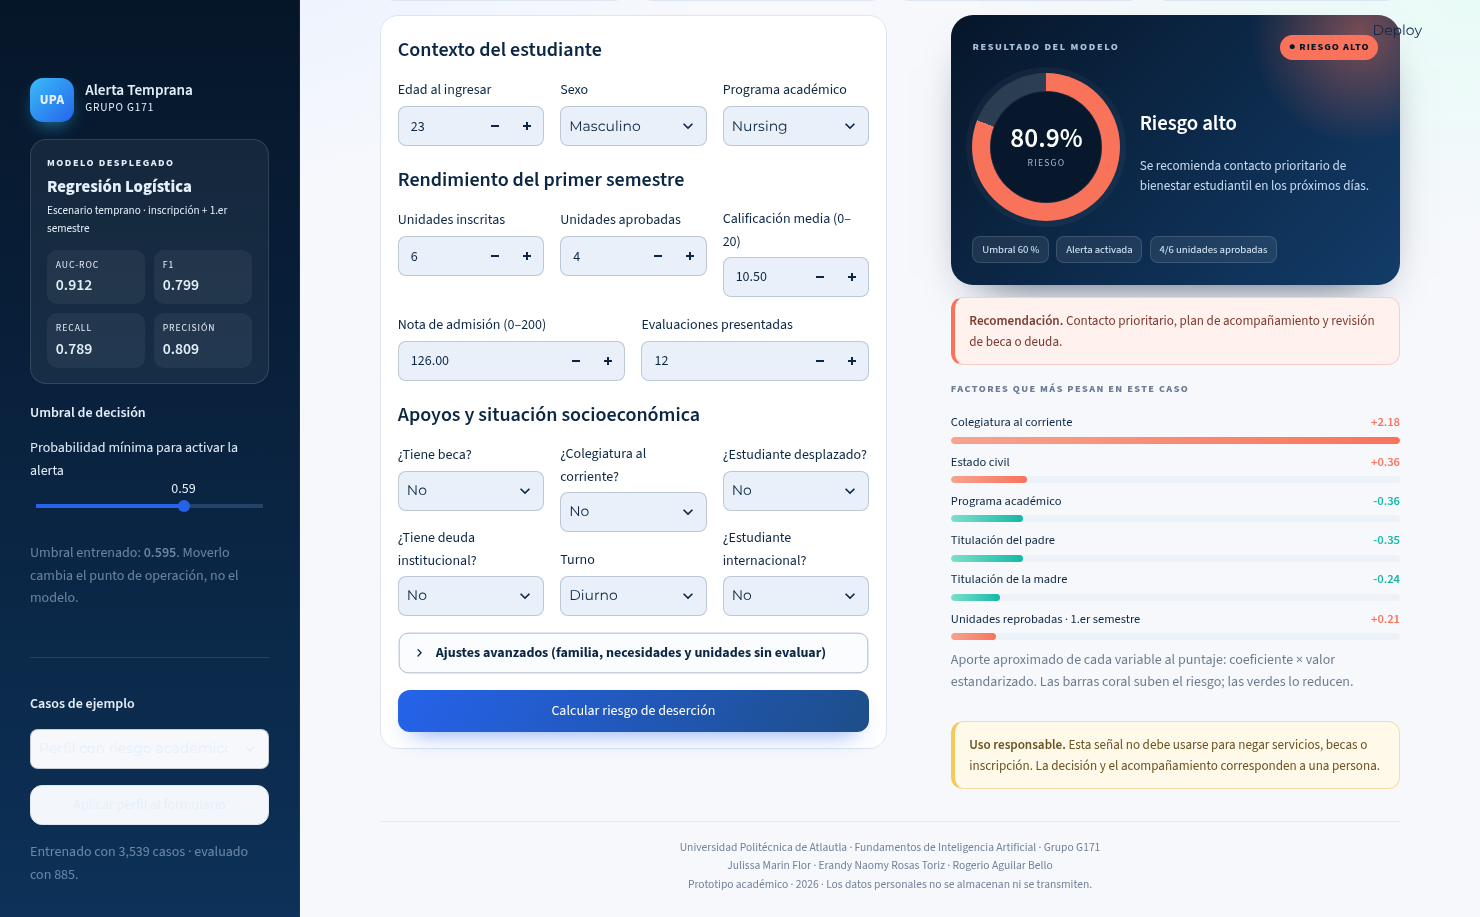 UPA
Alerta Temprana
GRUPO G171
MODELO DESPLEGADO
Regresión Logística
Escenario temprano · inscripción + 1.er
semestre
AUC-ROC
0.912
F1
0.799
RECALL
0.789
PRECISIÓN
0.809
Umbral de decisión
Probabilidad mínima para activar la
alerta
0.59
Umbral entrenado: 0.595. Moverlo
cambia el punto de operación, no el
modelo.
Casos de ejemplo
Perfil con riesgo académico
Aplicar perfil al formulario
Entrenado con 3,539 casos · evaluado
con 885.
Contexto del estudiante
Edad al ingresar
23
Sexo
Masculino
Programa académico
Nursing
Rendimiento del primer semestre
Unidades inscritas
6
Unidades aprobadas
4
Calificación media (0–
20)
10.50
Nota de admisión (0–200)
126.00
Evaluaciones presentadas
12
Apoyos y situación socioeconómica
¿Tiene beca?
No
¿Colegiatura al
corriente?
No
¿Estudiante desplazado?
No
¿Tiene deuda
institucional?
No
Turno
Diurno
¿Estudiante
internacional?
No
Ajustes avanzados (familia, necesidades y unidades sin evaluar)
Calcular riesgo de deserción
Deploy
RESULTADO DEL MODELO
RIESGO ALTO
80.9%
RIESGO
Riesgo alto
Se recomienda contacto prioritario de
bienestar estudiantil en los próximos días.
Umbral 60 %
Alerta activada
4/6 unidades aprobadas
Recomendación. Contacto prioritario, plan de acompañamiento y revisión
de beca o deuda.
FACTORES QUE MÁS PESAN EN ESTE CASO
Colegiatura al corriente +2.18
Estado civil +0.36
Programa académico -0.36
Titulación del padre -0.35
Titulación de la madre -0.24
Unidades reprobadas · 1.er semestre +0.21
Aporte aproximado de cada variable al puntaje: coeficiente × valor
estandarizado. Las barras coral suben el riesgo; las verdes lo reducen.
Uso responsable. Esta señal no debe usarse para negar servicios, becas o
inscripción. La decisión y el acompañamiento corresponden a una persona.
Universidad Politécnica de Atlautla · Fundamentos de Inteligencia Artificial · Grupo G171
Julissa Marin Flor · Erandy Naomy Rosas Toriz · Rogerio Aguilar Bello
Prototipo académico · 2026 · Los datos personales no se almacenan ni se transmiten.